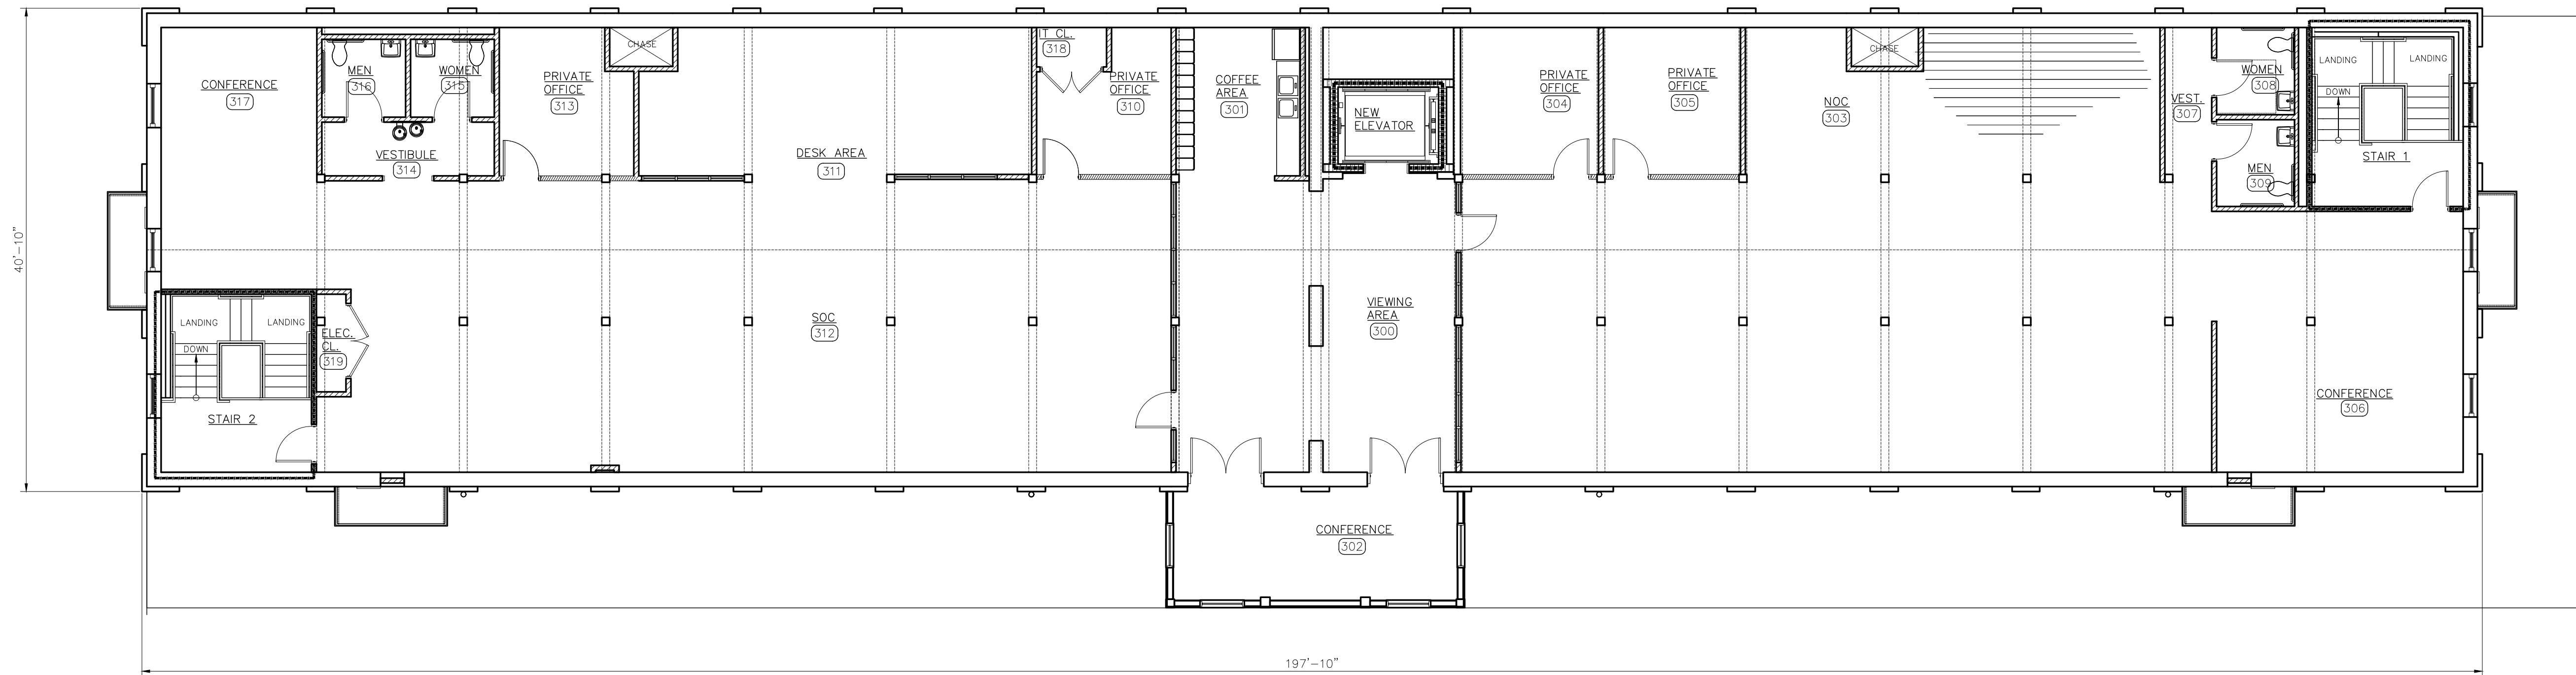 CHASE
IT CL.
318
CHASE
CONFERENCE
317
MEN
316
WOMEN
315
PRIVATE
OFFICE
313
PRIVATE
OFFICE
310
COFFEE
AREA
301
NEW
ELEVATOR
PRIVATE
OFFICE
304
PRIVATE
OFFICE
305
NOC
303
VEST.
307
WOMEN
308
LANDING
LANDING
DOWN
STAIR 1
VESTIBULE
314
DESK AREA
311
MEN
309
40'-10"
LANDING
LANDING
DOWN
STAIR 2
ELEC.
CL.
319
SOC
312
VIEWING
AREA
300
CONFERENCE
306
CONFERENCE
302
197'-10"